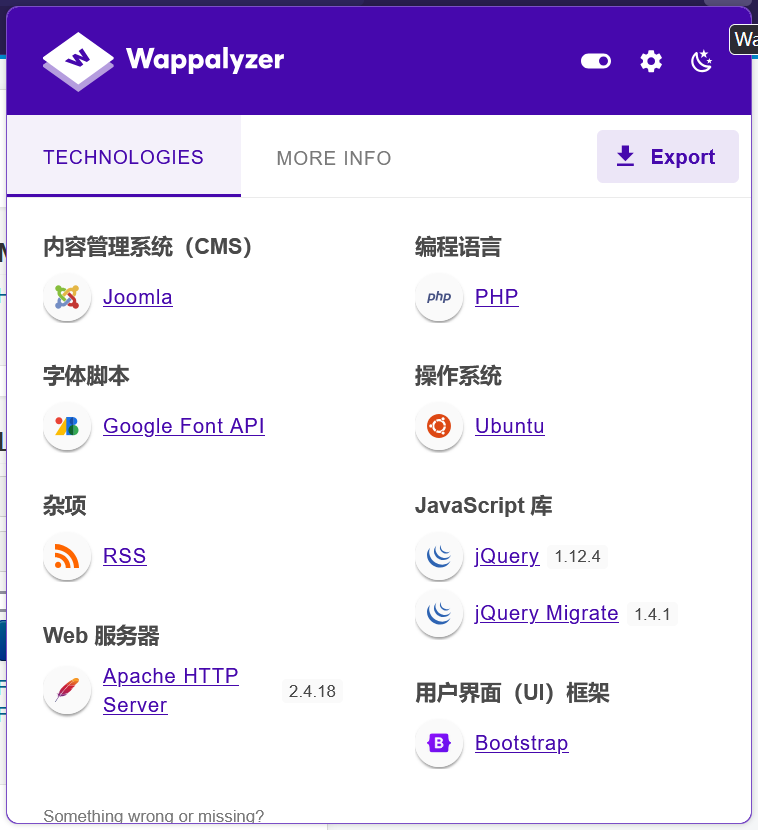 Wappalyzer
Wa
TECHNOLOGIES
MORE INFO
Export
内容管理系统（CMS）
Joomla
字体脚本
Google Font API
杂项
RSS
Web 服务器
Apache HTTP
Server
2.4.18
编程语言
php
PHP
操作系统
Ubuntu
JavaScript 库
jQuery 1.12.4
jQuery Migrate 1.4.1
用户界面（UI）框架
B
Bootstrap
Something wrong or missing?